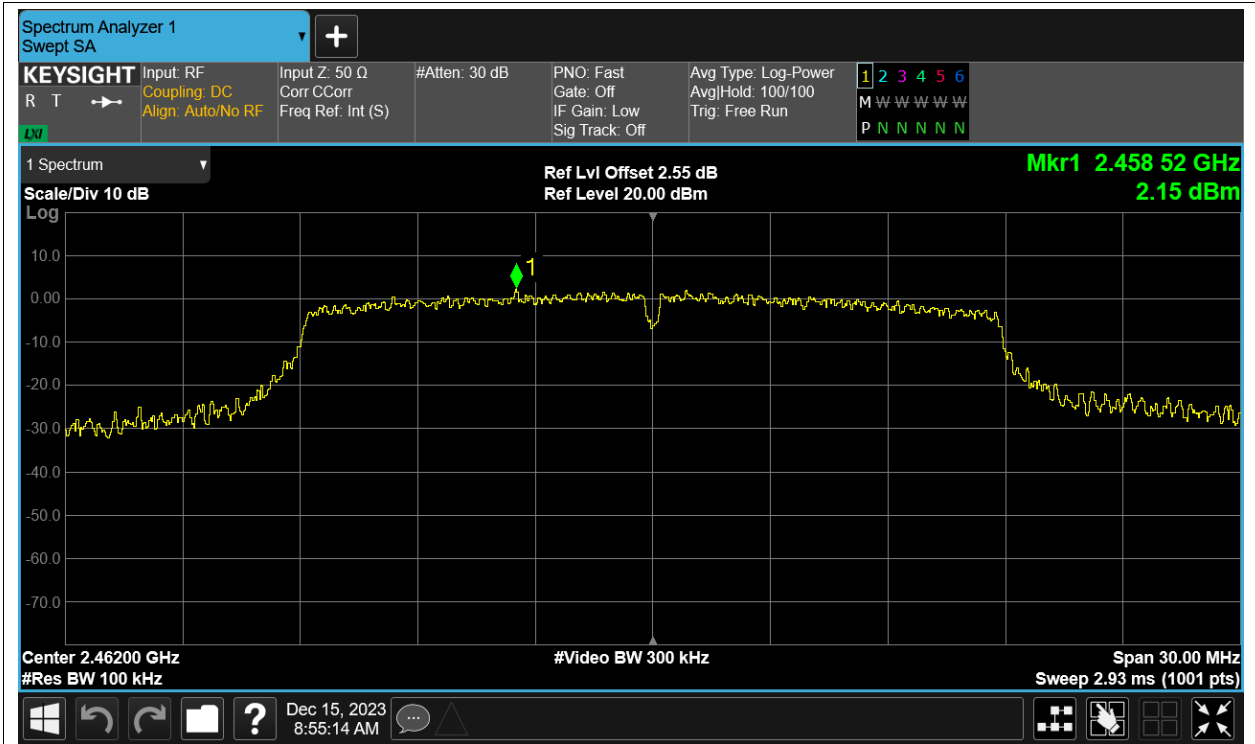 Spectrum Analyzer 1
Swept SA
KEYSIGHT
R T
LXI
Input: RF
Coupling: DC
Align: Auto/No RF
Input Z: 50 Ω
Corr CCorr
Freq Ref: Int (S)
#Atten: 30 dB
PNO: Fast
Gate: Off
IF Gain: Low
Sig Track: Off
Avg Type: Log-Power
Avg|Hold: 100/100
Trig: Free Run
1 2 3 4 5 6
M W W W W W
P N N N N N
1 Spectrum
Scale/Div 10 dB
Ref Lvl Offset 2.55 dB
Ref Level 20.00 dBm
Mkr1 2.458 52 GHz
2.15 dBm
Log
10.0
1
0.00
-10.0
-20.0
-30.0
-40.0
-50.0
-60.0
-70.0
Center 2.46200 GHz
#Video BW 300 kHz
Span 30.00 MHz
#Res BW 100 kHz
Sweep 2.93 ms (1001 pts)
?
Dec 15, 2023
8:55:14 AM